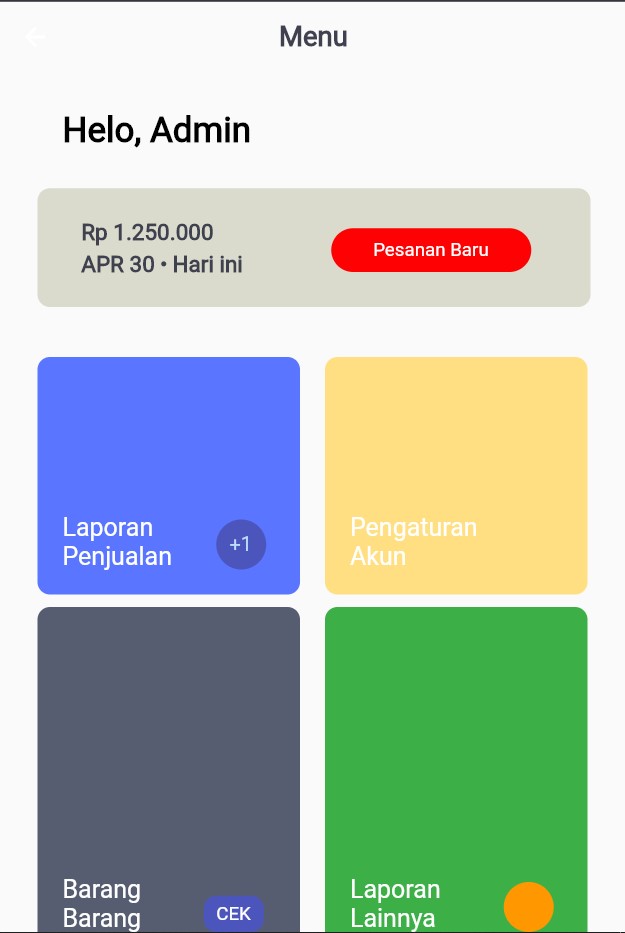 Menu
Helo, Admin
Rp 1.250.000
APR 30 • Hari ini
Pesanan Baru
Laporan
Penjualan
+1
Pengaturan
Akun
Barang
Barang
CEK
Laporan
Lainnya